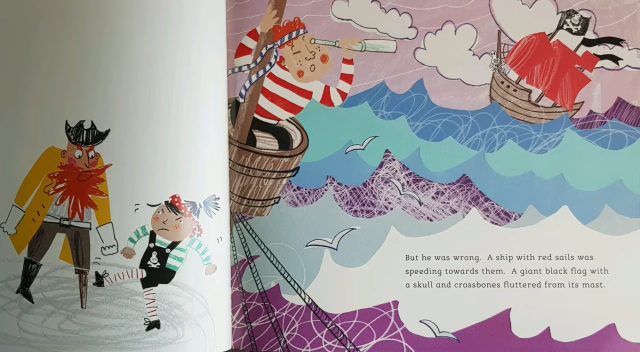 But he was wrong. A ship with red sails was
speeding towards them. A giant black flag with
a skull and crossbones fluttered from its mast.